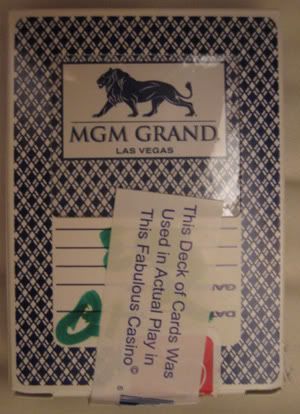 MGM GRAND
LAS VEGAS
This Deck of Cards Was
Used in Actual Play in
This Fabulous Casino©